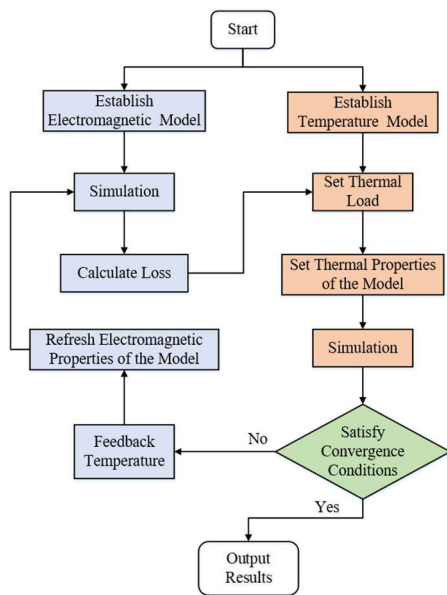 Start
Establish
Electromagnetic Model
Establish
Temperature Model
Simulation
Set Thermal
Load
Calculate Loss
Set Thermal Properties
of the Model
Refresh Electromagnetic
Properties of the Model
Simulation
Feedback
Temperature
No
Satisfy
Convergence
Conditions
Yes
Output
Results